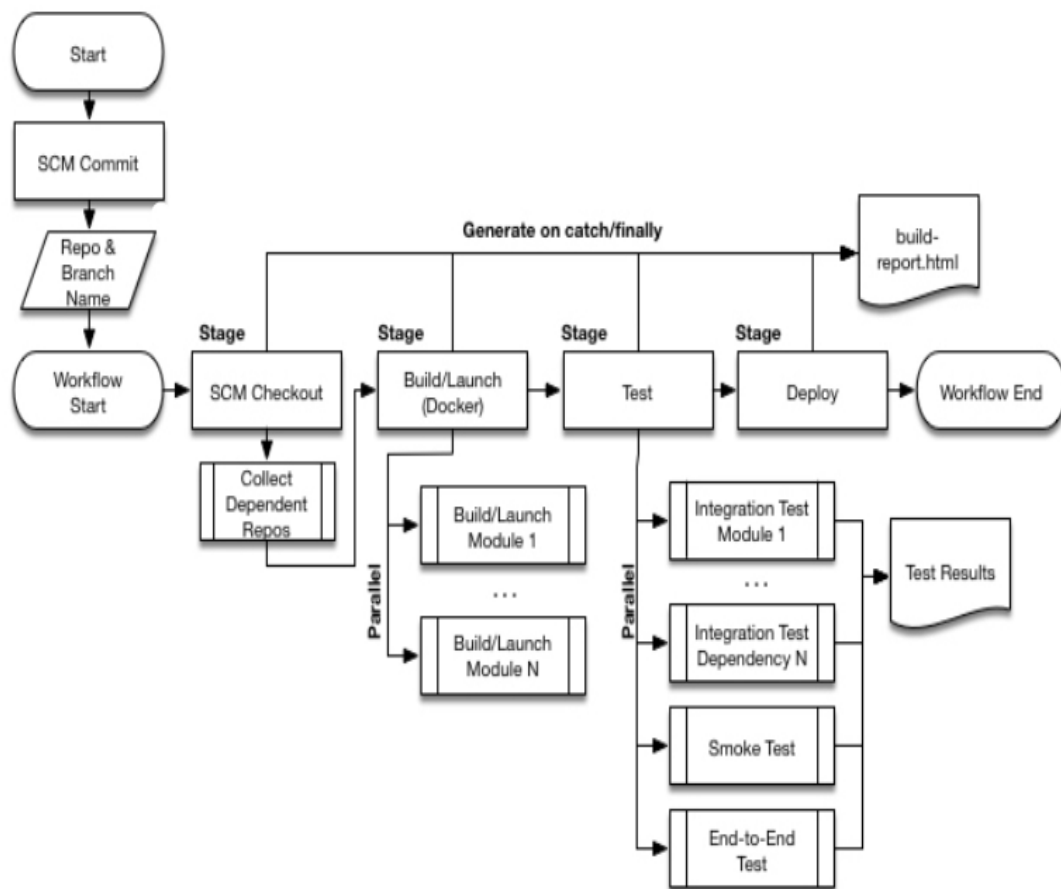 Start
SCM Commit
Repo &
Branch
Name
Workflow
Start
Generate on catch/finally
build-
report.html
Stage
SCM Checkout
Collect
Dependent
Repos
Stage
Build/Launch
(Docker)
Parallel
Build/Launch
Module 1
...
Build/Launch
Module N
Stage
Test
Parallel
Integration Test
Module 1
...
Integration Test
Dependency N
Smoke Test
End-to-End
Test
Test Results
Stage
Deploy
Workflow End